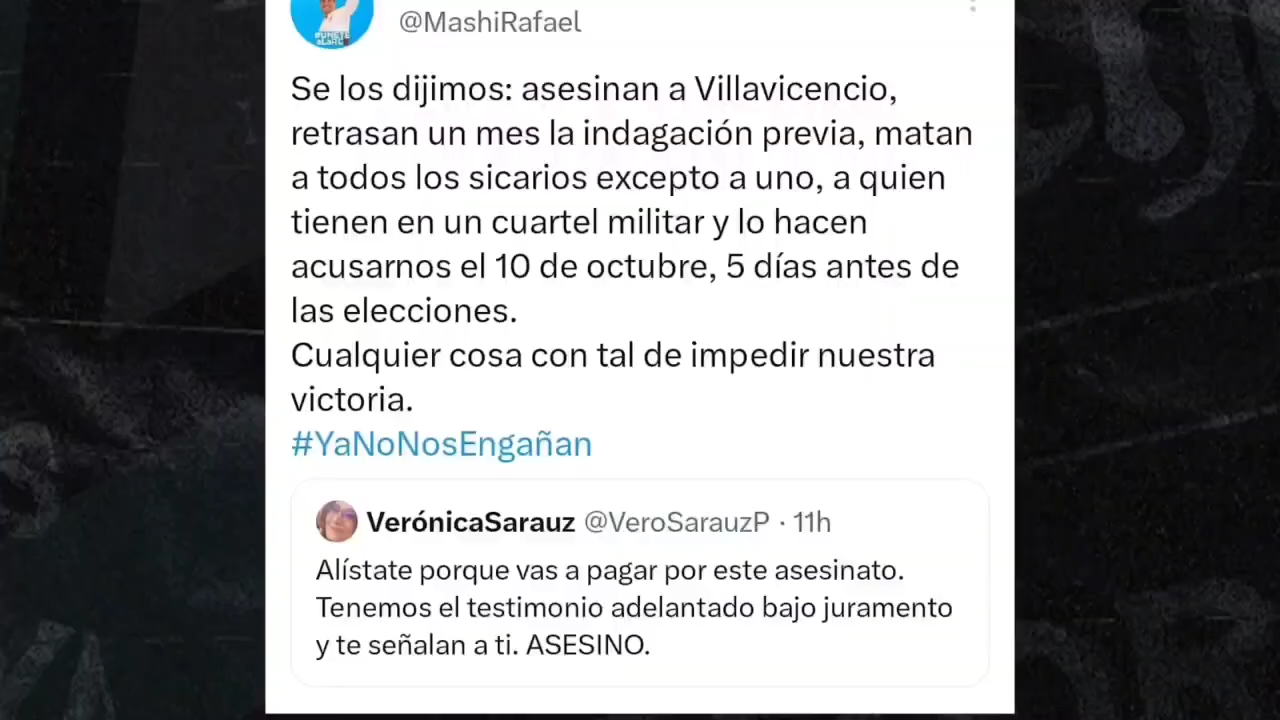 @MashiRafael
Se los dijimos: asesinan a Villavicencio,
retrasan un mes la indagación previa, matan
a todos los sicarios excepto a uno, a quien
tienen en un cuartel militar y lo hacen
acusarnos el 10 de octubre, 5 días antes de
las elecciones.
Cualquier cosa con tal de impedir nuestra
victoria.
#YaNoNosEngañan
VerónicaSarauz @VeroSarauzP · 11h
Alístate porque vas a pagar por este asesinato.
Tenemos el testimonio adelantado bajo juramento
y te señalan a ti. ASESINO.